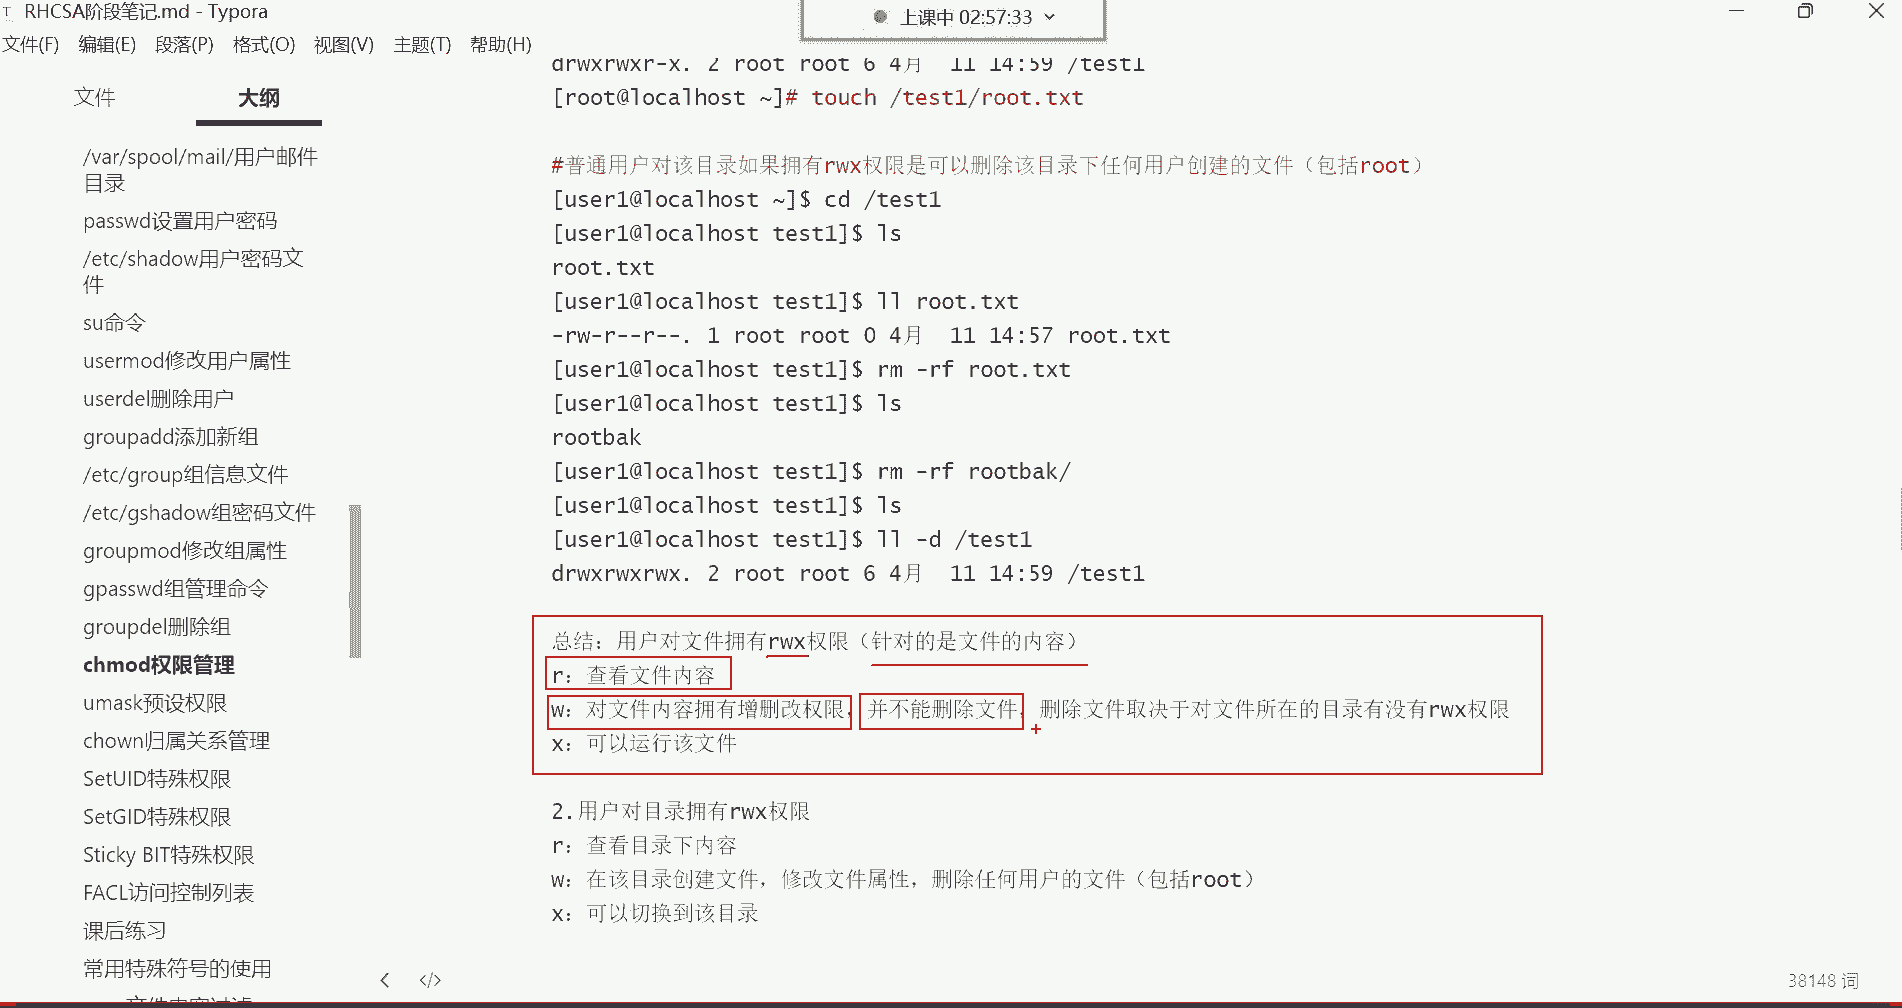 RHCSA阶段笔记.md - Typora
上课中 02:57:33
文件(F) 编辑(E) 段落(P) 格式(O) 视图(V) 主题(T) 帮助(H)
文件 大纲
/var/spool/mail/用户邮件
目录
passwd设置用户密码
/etc/shadow用户密码文
件
su命令
usermod修改用户属性
userdel删除用户
groupadd添加新组
/etc/group组信息文件
/etc/gshadow组密码文件
groupmod修改组属性
gpasswd组管理命令
groupdel删除组
chmod权限管理
umask预设权限
chown归属关系管理
SetUID特殊权限
SetGID特殊权限
Sticky BIT特殊权限
FACL访问控制列表
课后练习
常用特殊符号的使用
drwxrwxr-x. 2 root root 6 4月  11 14:59 /test1
[root@localhost ~]# touch /test1/root.txt
#普通用户对该目录如果拥有rwx权限是可以删除该目录下任何用户创建的文件（包括root）
[user1@localhost ~]$ cd /test1
[user1@localhost test1]$ ls
root.txt
[user1@localhost test1]$ ll root.txt
-rw-r--r--. 1 root root 0 4月  11 14:57 root.txt
[user1@localhost test1]$ rm -rf root.txt
[user1@localhost test1]$ ls
rootbak
[user1@localhost test1]$ rm -rf rootbak/
[user1@localhost test1]$ ls
[user1@localhost test1]$ ll -d /test1
drwxrwxrwx. 2 root root 6 4月  11 14:59 /test1
总结：用户对文件拥有rwx权限（针对的是文件的内容）
r：查看文件内容
w：对文件内容拥有增删改权限，并不能删除文件，删除文件取决于对文件所在的目录有没有rwx权限
x：可以运行该文件
2.用户对目录拥有rwx权限
r：查看目录下内容
w：在该目录创建文件，修改文件属性，删除任何用户的文件（包括root）
x：可以切换到该目录
38148 词